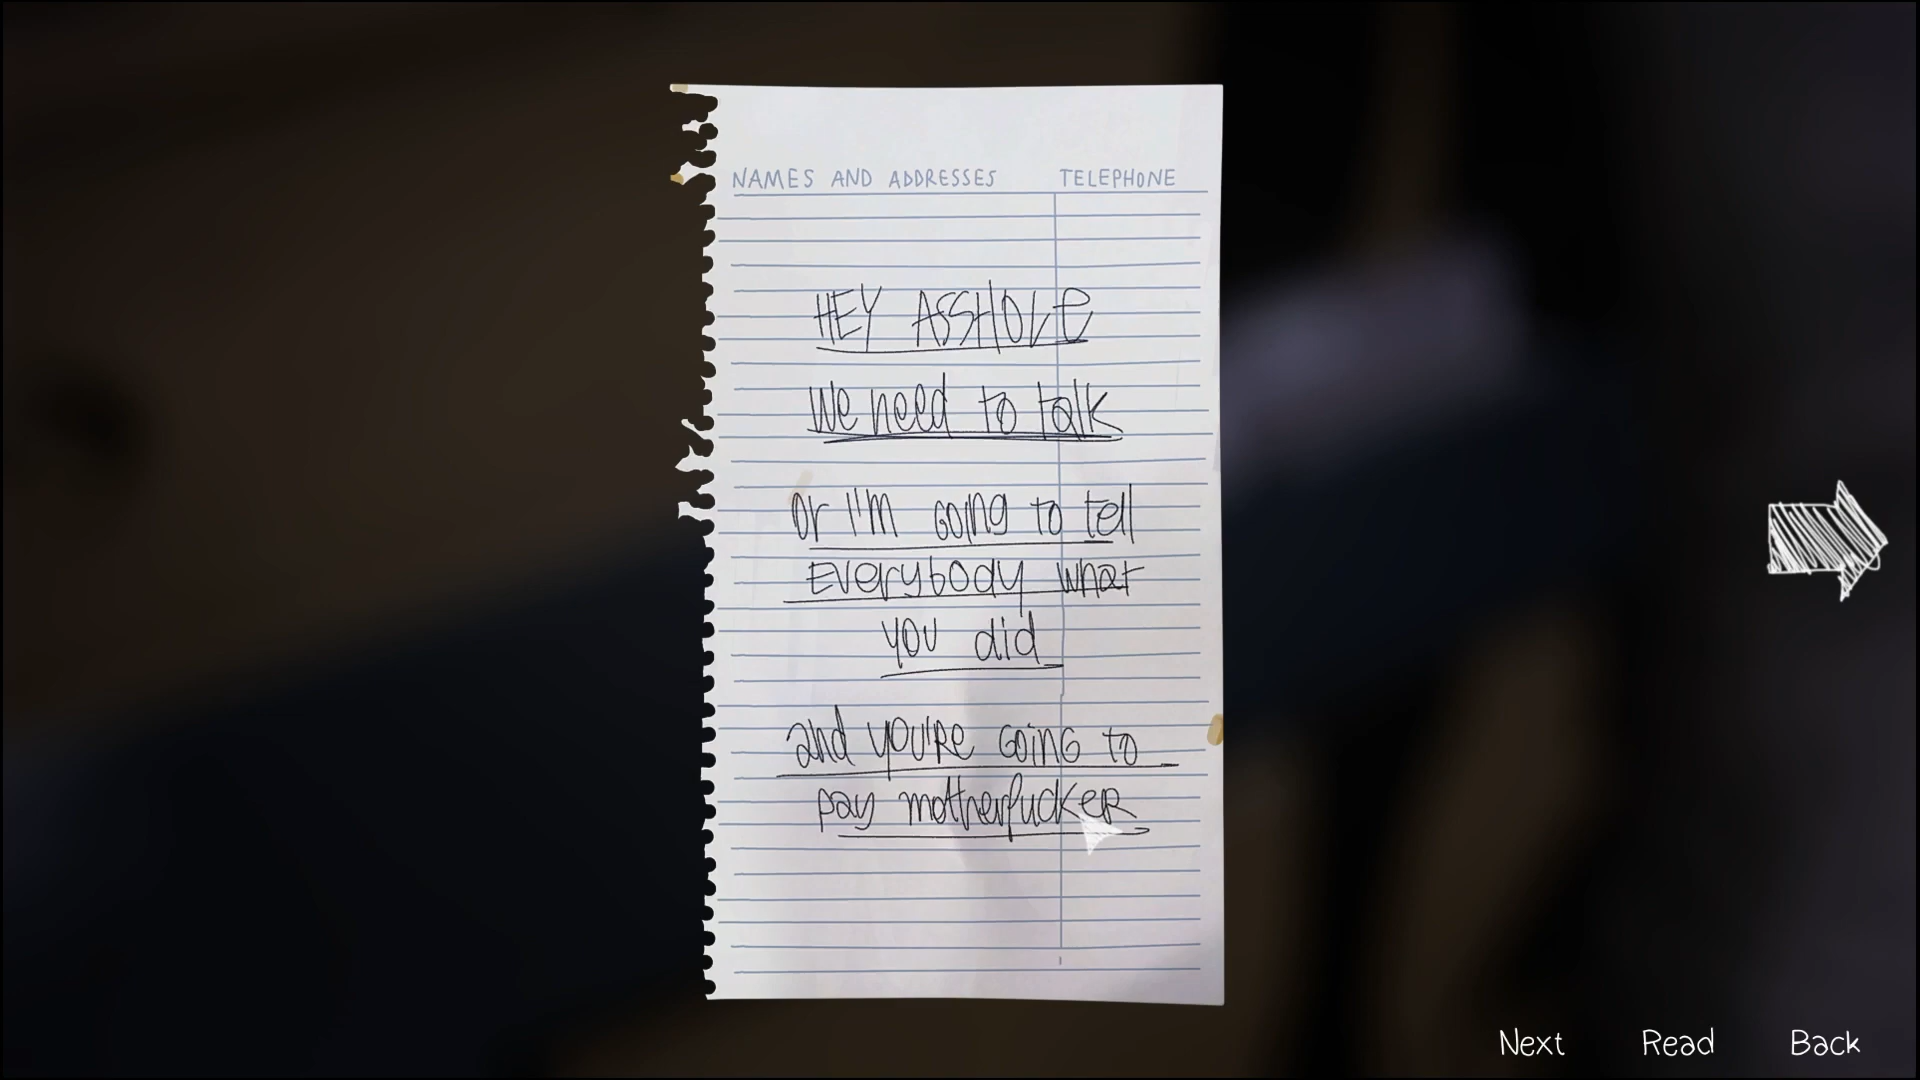 NAMES AND ADDRESSES TELEPHONE
HEY ASSHOLE
We need to talk
Or I'm going to tell
Everybody what
you did
and you're going to
pay motherfucker
Next Read Back